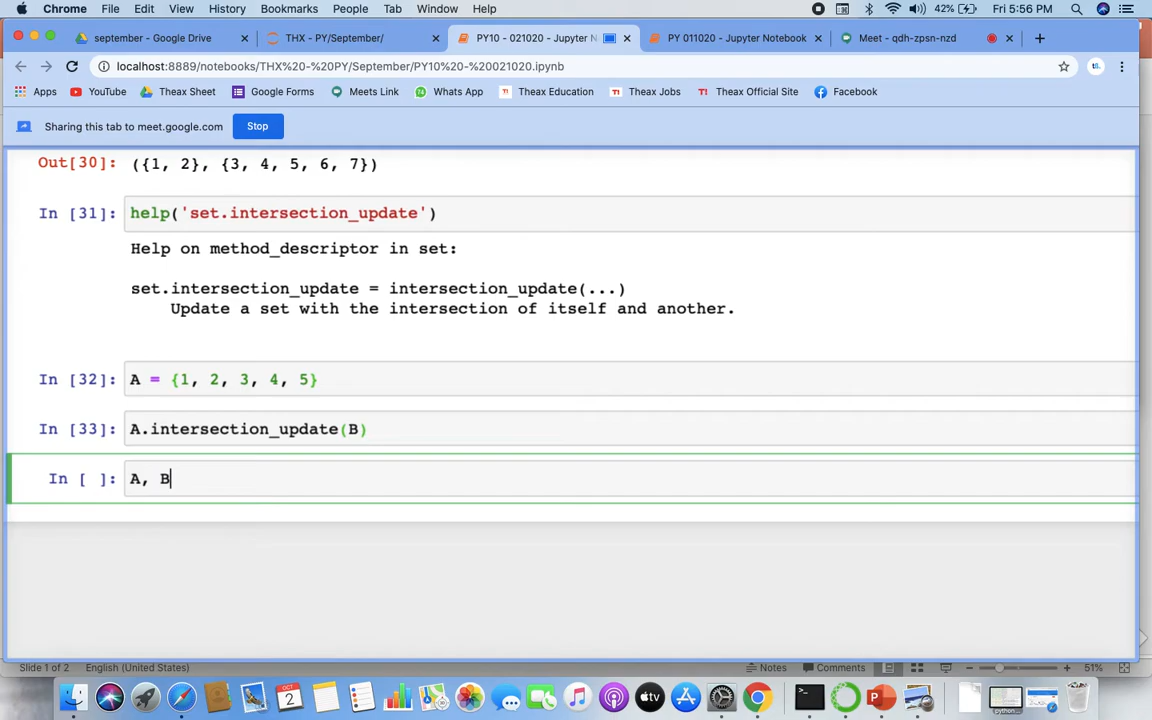 Chrome File Edit View History Bookmarks People Tab Window Help 42% Fri 5:56 PM
september - Google Drive THX - PY/September/ PY10 - 021020 - Jupyter N PY 011020 - Jupyter Notebook Meet - qdh-zpsn-nzd
localhost:8889/notebooks/THX%20-%20PY/September/PY10%20-%20021020.ipynb
Apps YouTube Theax Sheet Google Forms Meets Link Whats App Theax Education Theax Jobs Theax Official Site Facebook
Sharing this tab to meet.google.com Stop
Out[30]: ({1, 2}, {3, 4, 5, 6, 7})
In [31]: help('set.intersection_update')
Help on method_descriptor in set:
set.intersection_update = intersection_update(...)
Update a set with the intersection of itself and another.
In [32]: A = {1, 2, 3, 4, 5}
In [33]: A.intersection_update(B)
In [ ]: A, B
Slide 1 of 2 English (United States) Notes Comments 51%
OCT
2
tv
python...